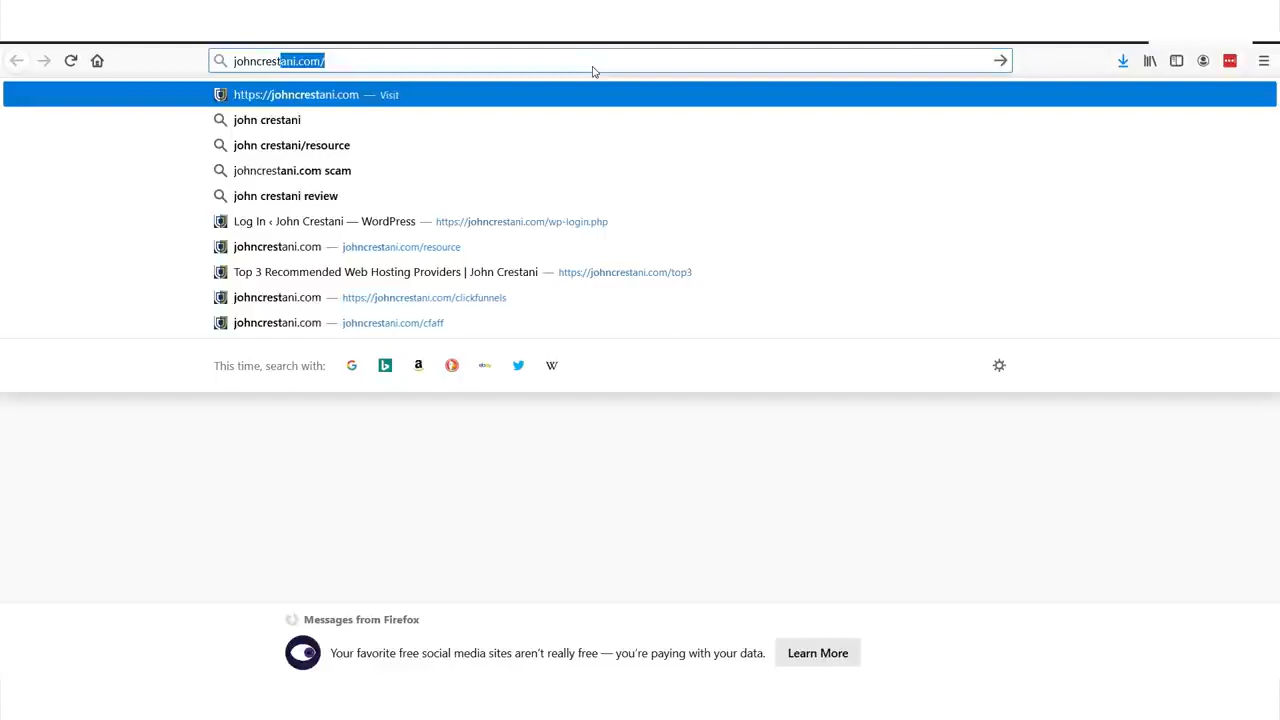 johncrestani.com/
https://johncrestani.com — Visit
john crestani
john crestani/resource
johncrestani.com scam
john crestani review
Log In ‹ John Crestani — WordPress — https://johncrestani.com/wp-login.php
johncrestani.com — johncrestani.com/resource
Top 3 Recommended Web Hosting Providers | John Crestani — https://johncrestani.com/top3
johncrestani.com — https://johncrestani.com/clickfunnels
johncrestani.com — johncrestani.com/cfaff
This time, search with:
Messages from Firefox
Your favorite free social media sites aren’t really free — you’re paying with your data.
Learn More